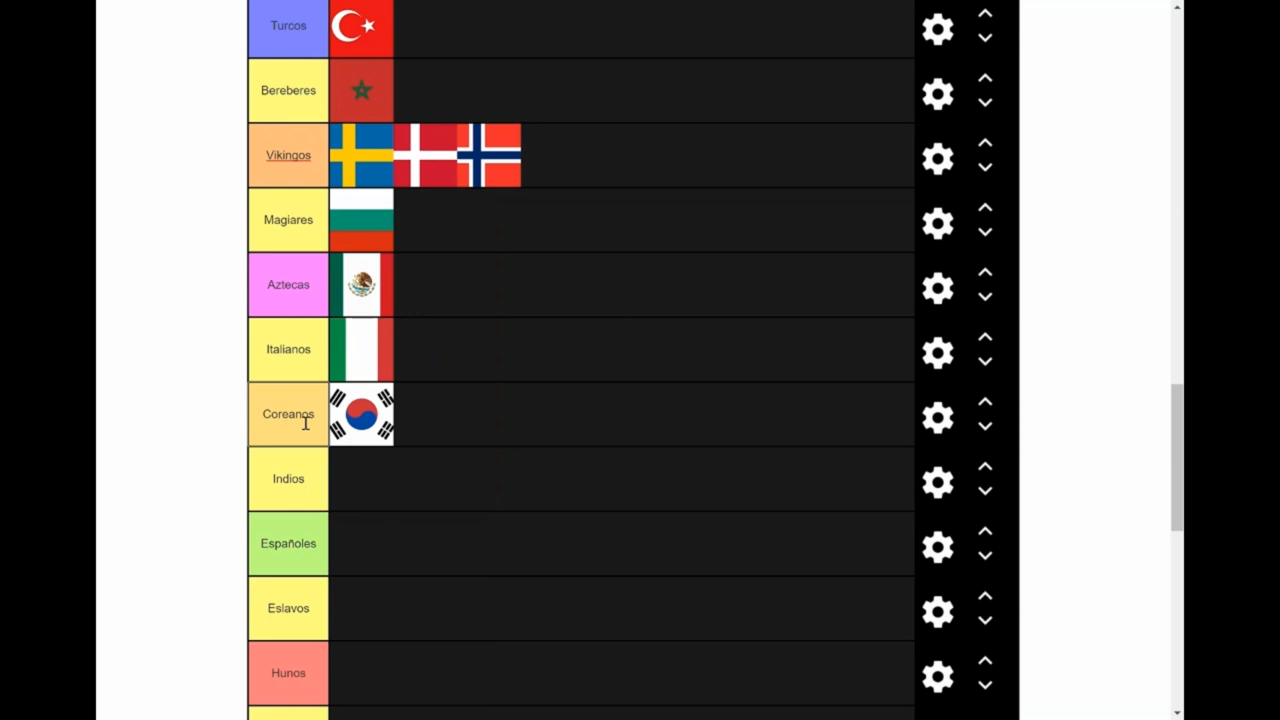 Turcos
Bereberes
Vikingos
Magiares
Aztecas
Italianos
Coreanos
Indios
Españoles
Eslavos
Hunos